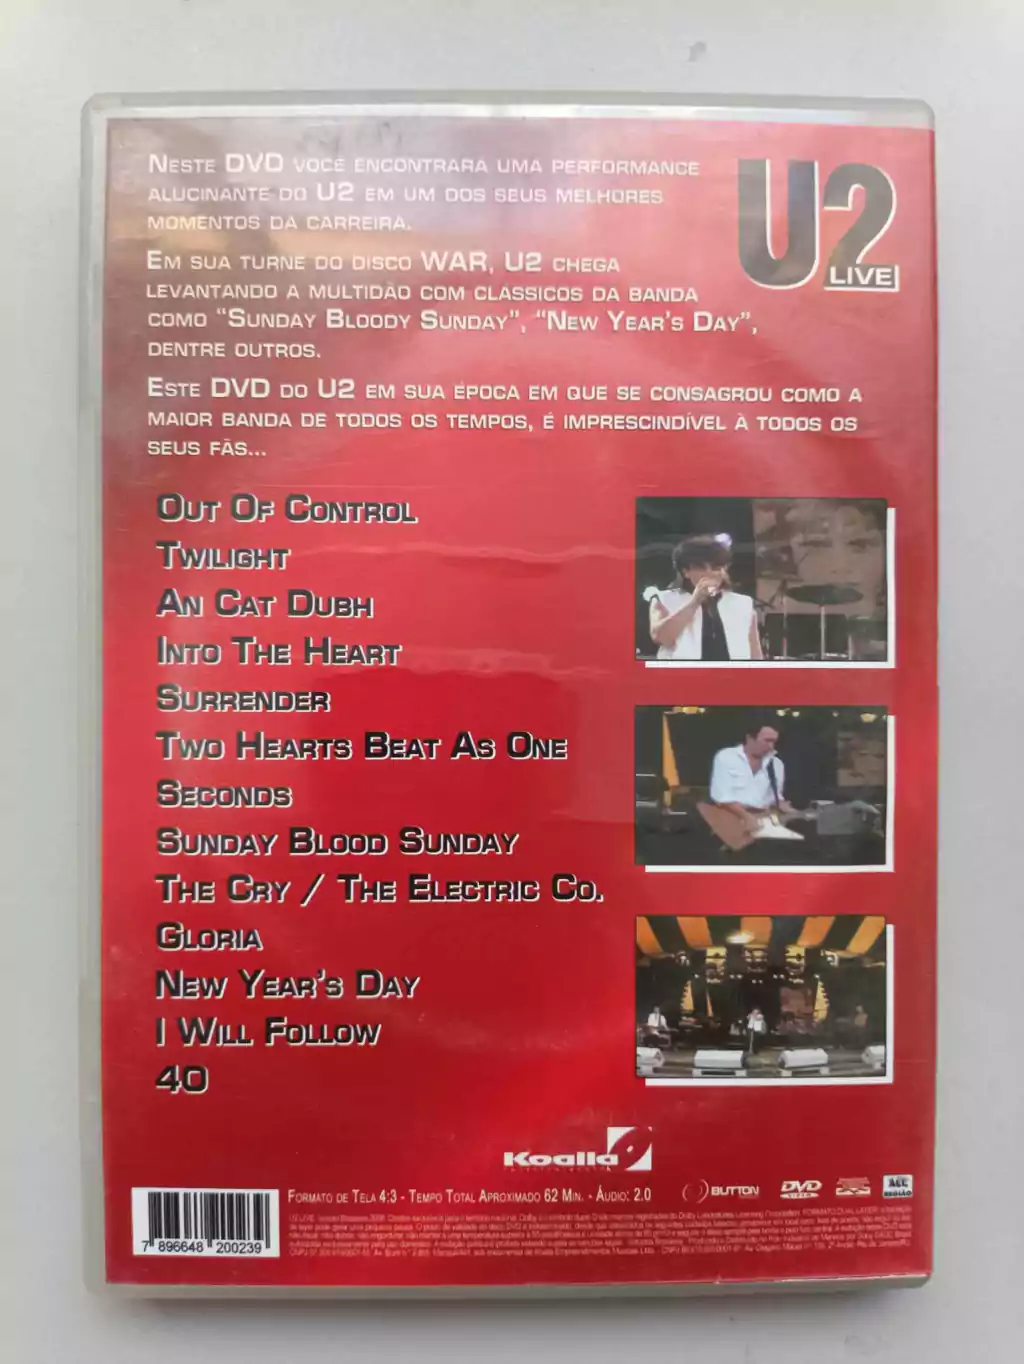 NESTE DVD VOCÊ ENCONTRARA UMA PERFORMANCE
ALUCINANTE DO U2 EM UM DOS SEUS MELHORES
MOMENTOS DA CARREIRA.
EM SUA TURNE DO DISCO WAR, U2 CHEGA
LEVANTANDO A MULTIDÃO COM CLÁSSICOS DA BANDA
COMO "SUNDAY BLOODY SUNDAY", "NEW YEAR'S DAY",
DENTRE OUTROS.
ESTE DVD DO U2 EM SUA ÉPOCA EM QUE SE CONSAGROU COMO A
MAIOR BANDA DE TODOS OS TEMPOS, É IMPRESCINDÍVEL À TODOS OS
SEUS FÃS...
U2
LIVE
OUT OF CONTROL
TWILIGHT
AN CAT DUBH
INTO THE HEART
SURRENDER
TWO HEARTS BEAT AS ONE
SECONDS
SUNDAY BLOOD SUNDAY
THE CRY / THE ELECTRIC CO.
GLORIA
NEW YEAR'S DAY
I WILL FOLLOW
40
Koalla
FORMATO DE TELA 4:3 - TEMPO TOTAL APROXIMADO 62 MIN. - ÁUDIO: 2.0
BUTTON
DVD
VIDEO
ALL
REGIÃO
7 896648 200239